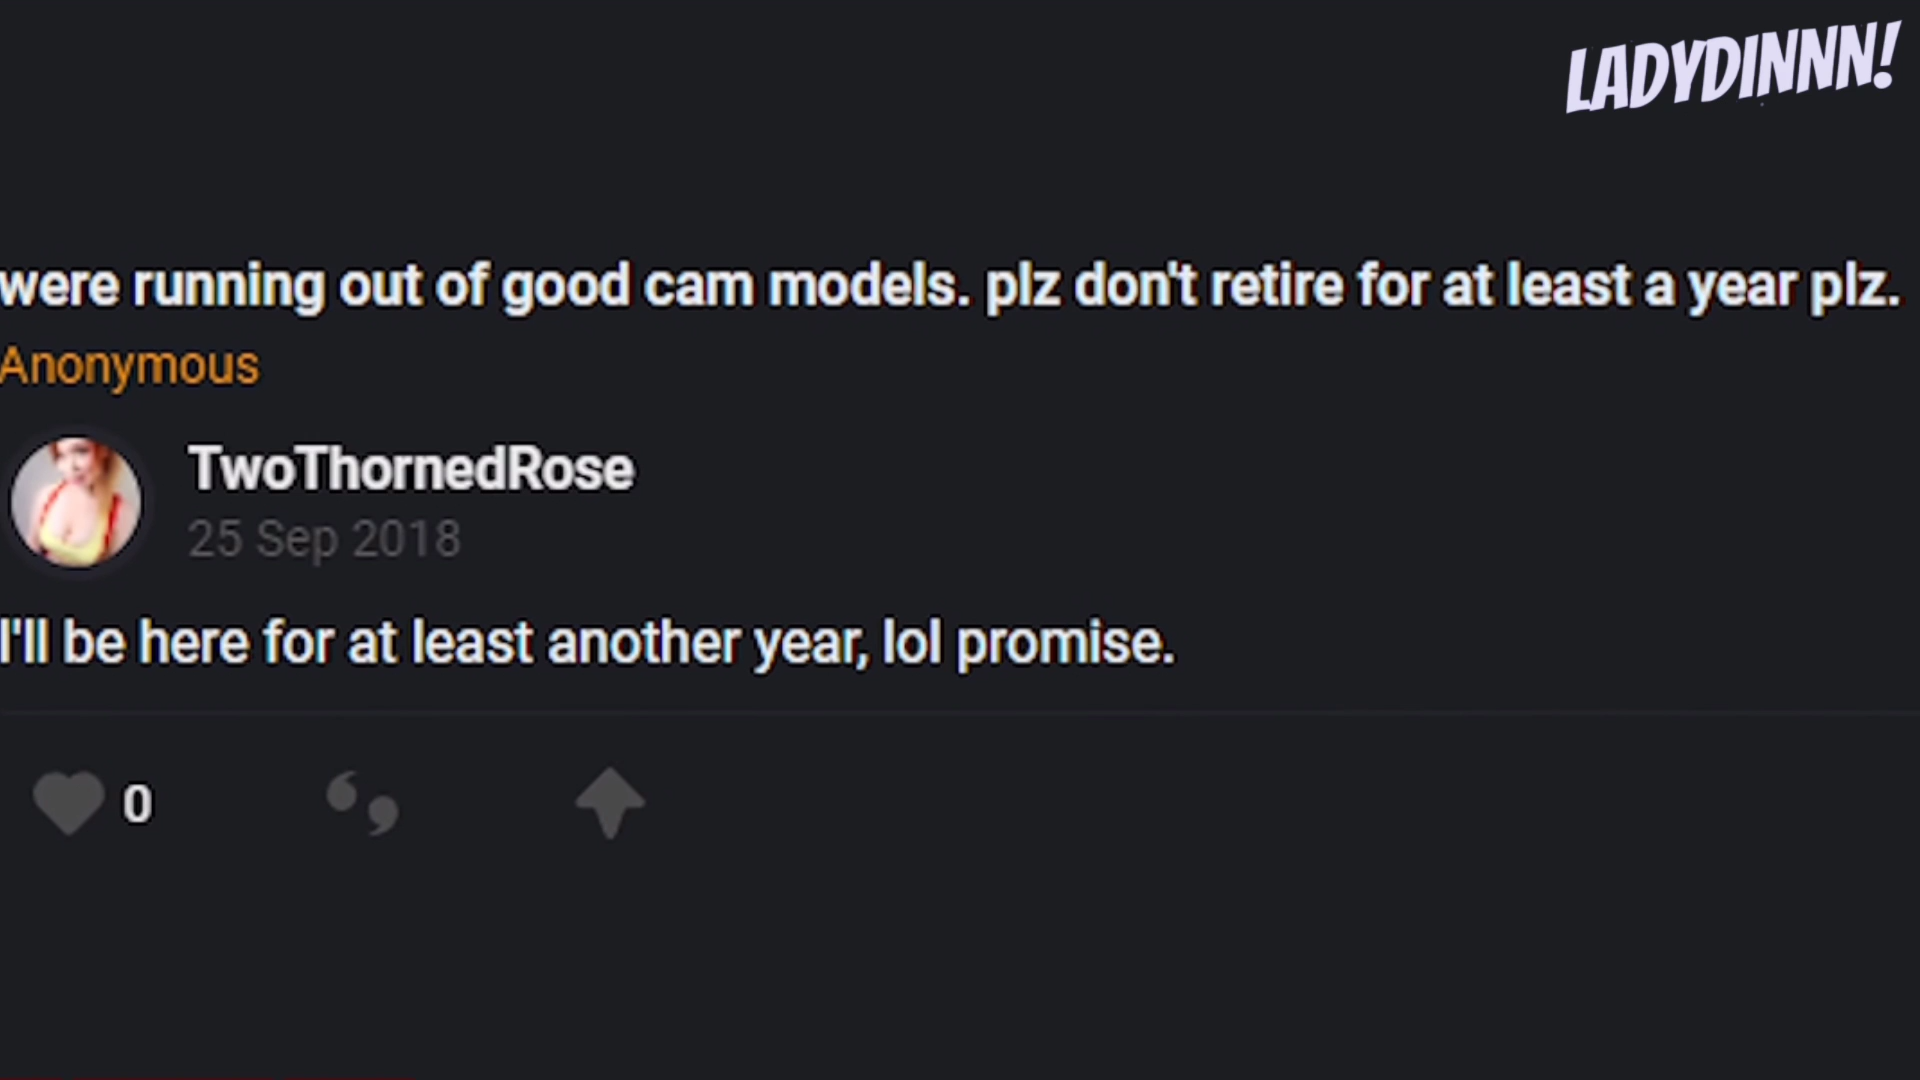 LADYDINNN!
were running out of good cam models. plz don't retire for at least a year plz.
Anonymous
TwoThornedRose
25 Sep 2018
I'll be here for at least another year, lol promise.
0